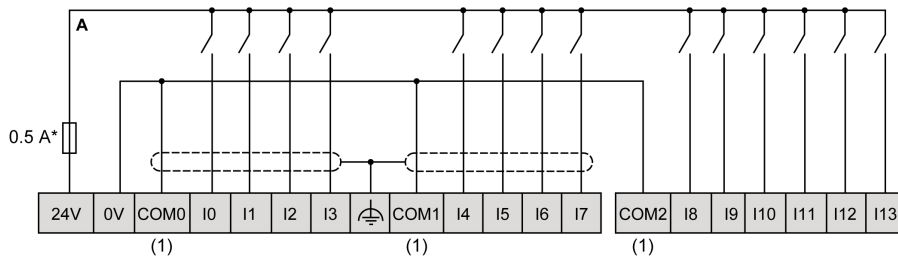 A
0.5 A*
24V 0V COM0 I0 I1 I2 I3 COM1 I4 I5 I6 I7 COM2 I8 I9 I10 I11 I12 I13
(1) (1) (1)